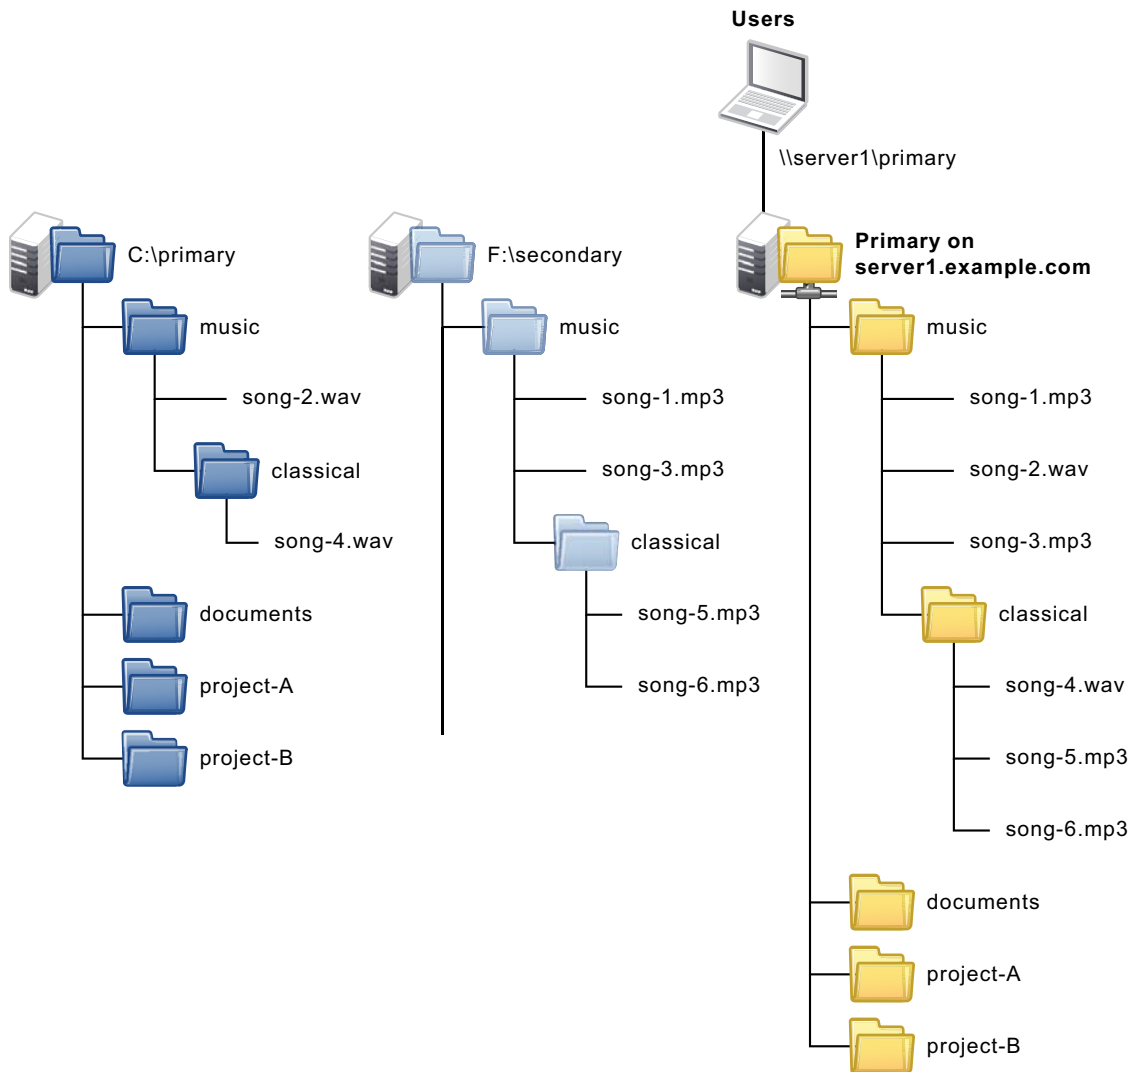 Users
\\server1\primary
C:\primary
music
song-2.wav
classical
song-4.wav
documents
project-A
project-B
F:\secondary
music
song-1.mp3
song-3.mp3
classical
song-5.mp3
song-6.mp3
Primary on
server1.example.com
music
song-1.mp3
song-2.wav
song-3.mp3
classical
song-4.wav
song-5.mp3
song-6.mp3
documents
project-A
project-B